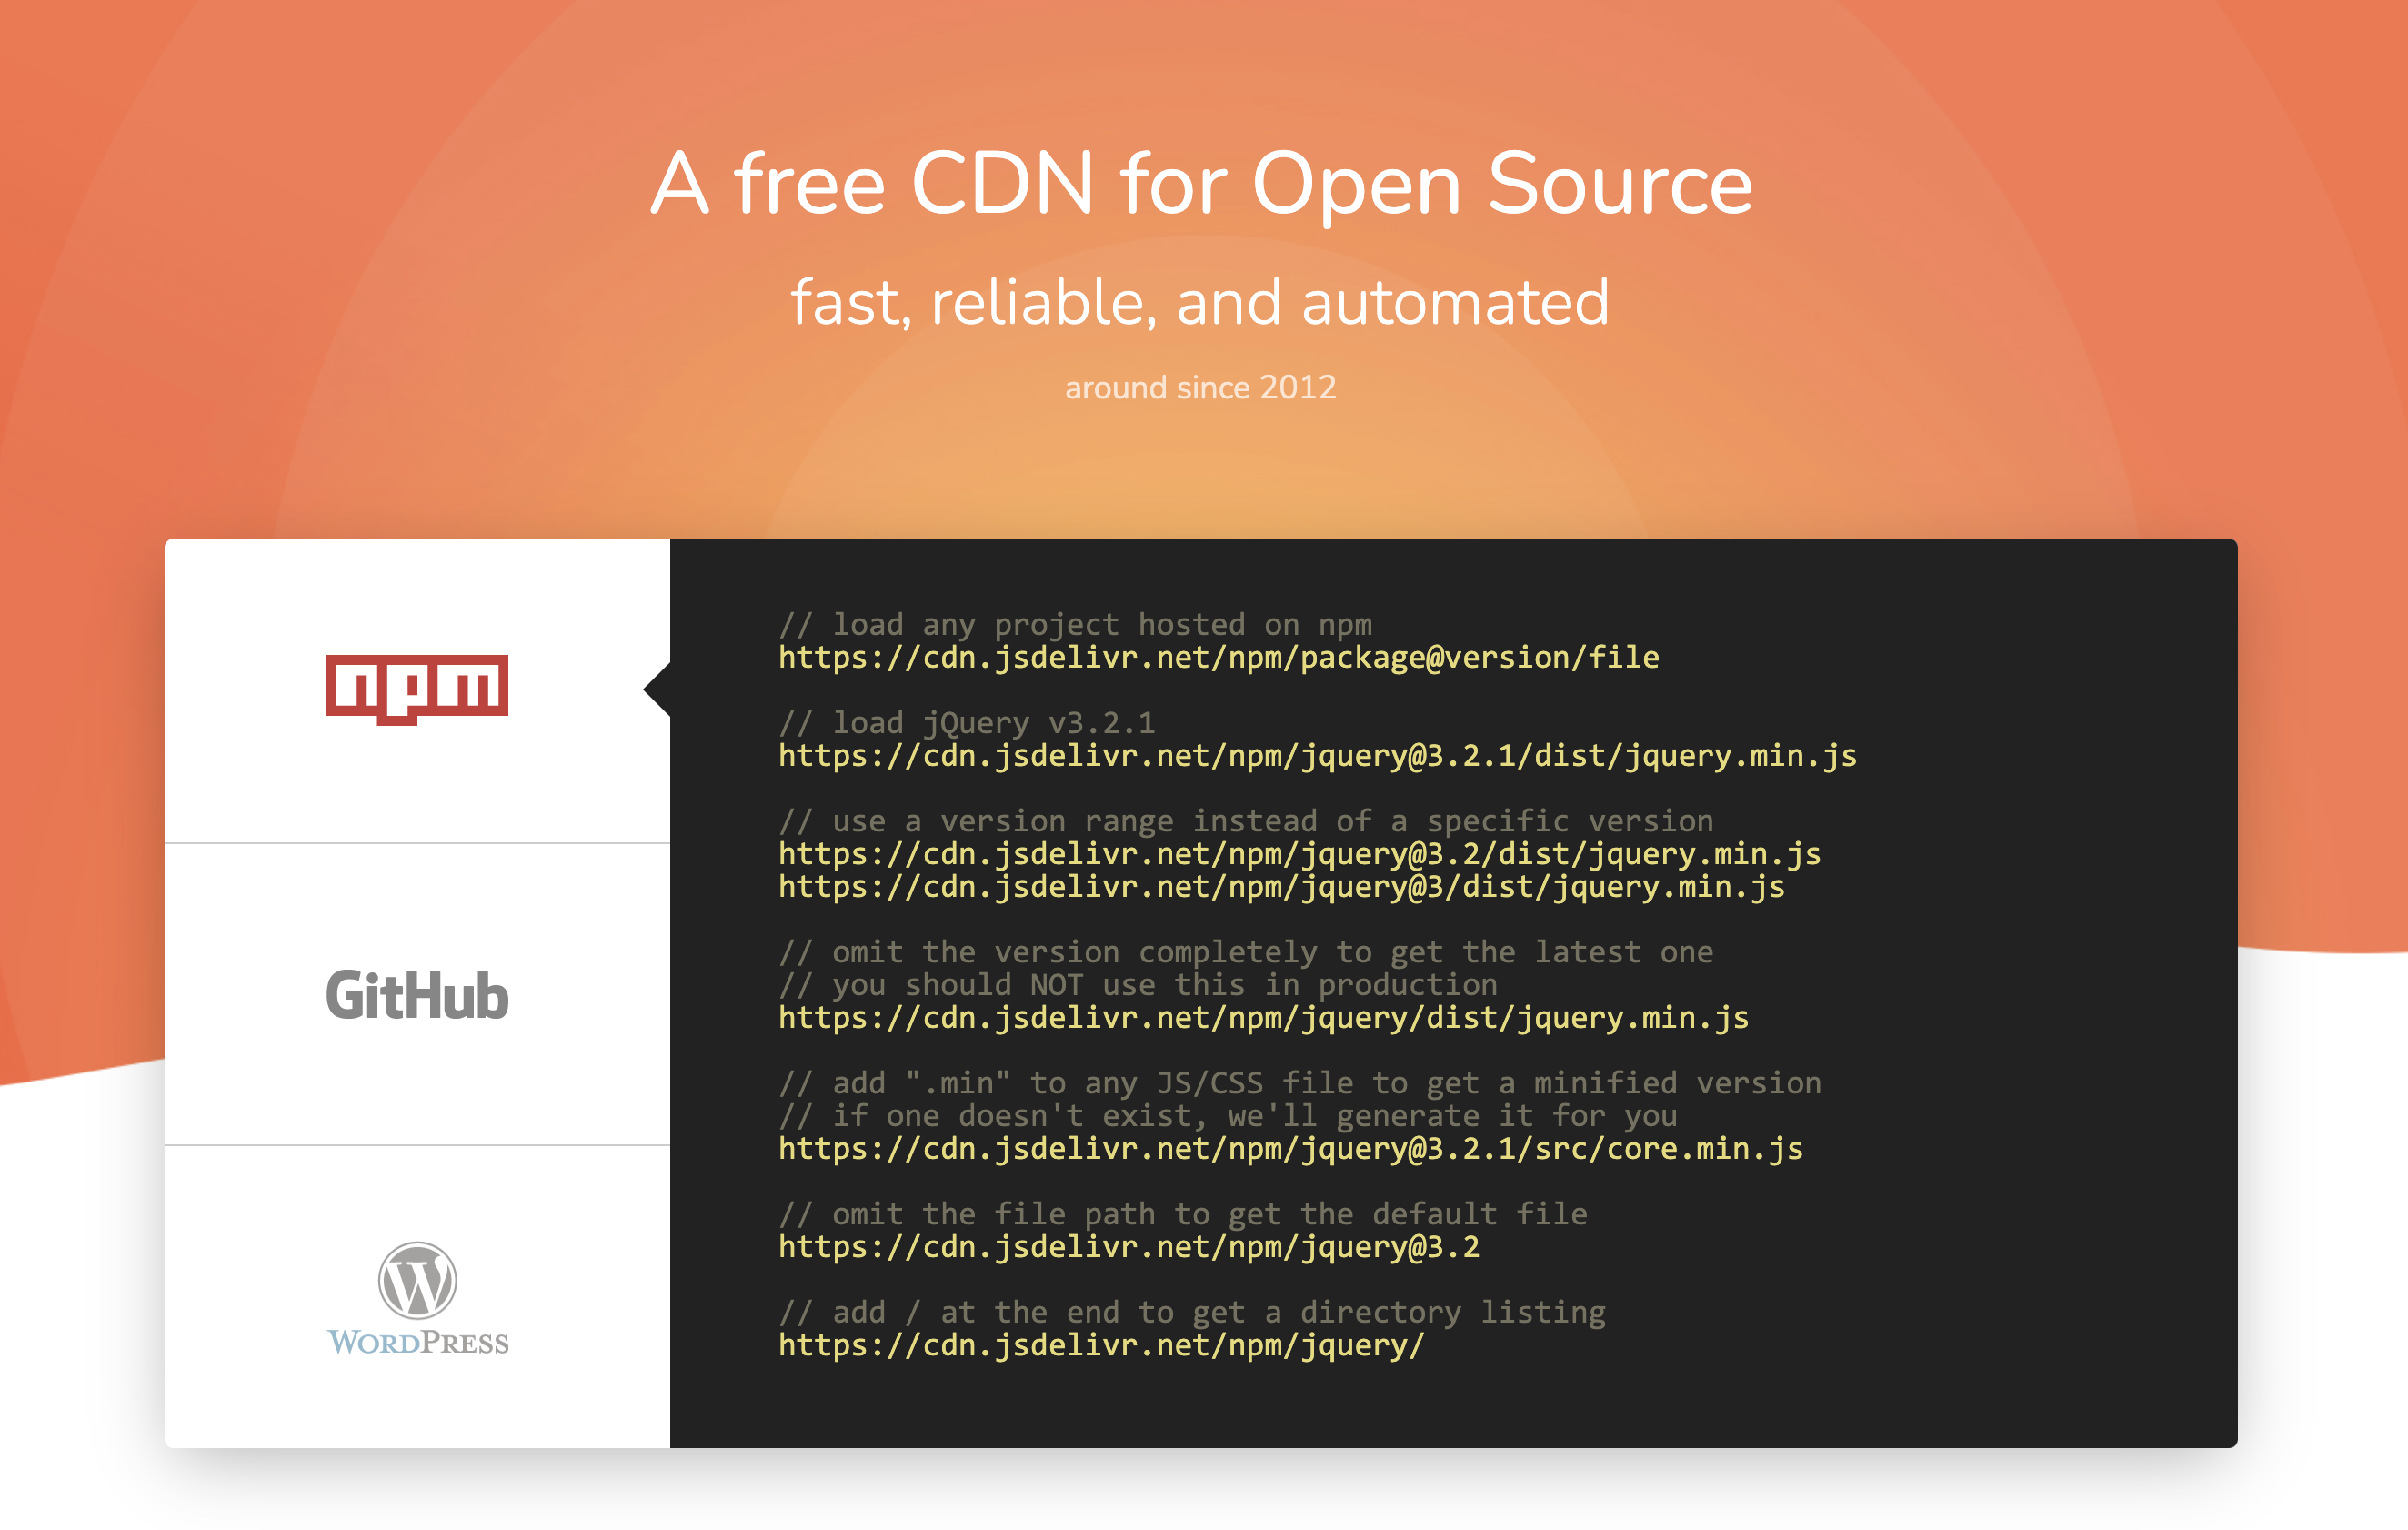 A free CDN for Open Source
fast, reliable, and automated
around since 2012
npm
GitHub
WORDPRESS
// load any project hosted on npm
https://cdn.jsdelivr.net/npm/package@version/file
// load jQuery v3.2.1
https://cdn.jsdelivr.net/npm/jquery@3.2.1/dist/jquery.min.js
// use a version range instead of a specific version
https://cdn.jsdelivr.net/npm/jquery@3.2/dist/jquery.min.js
https://cdn.jsdelivr.net/npm/jquery@3/dist/jquery.min.js
// omit the version completely to get the latest one
// you should NOT use this in production
https://cdn.jsdelivr.net/npm/jquery/dist/jquery.min.js
// add ".min" to any JS/CSS file to get a minified version
// if one doesn't exist, we'll generate it for you
https://cdn.jsdelivr.net/npm/jquery@3.2.1/src/core.min.js
// omit the file path to get the default file
https://cdn.jsdelivr.net/npm/jquery@3.2
// add / at the end to get a directory listing
https://cdn.jsdelivr.net/npm/jquery/